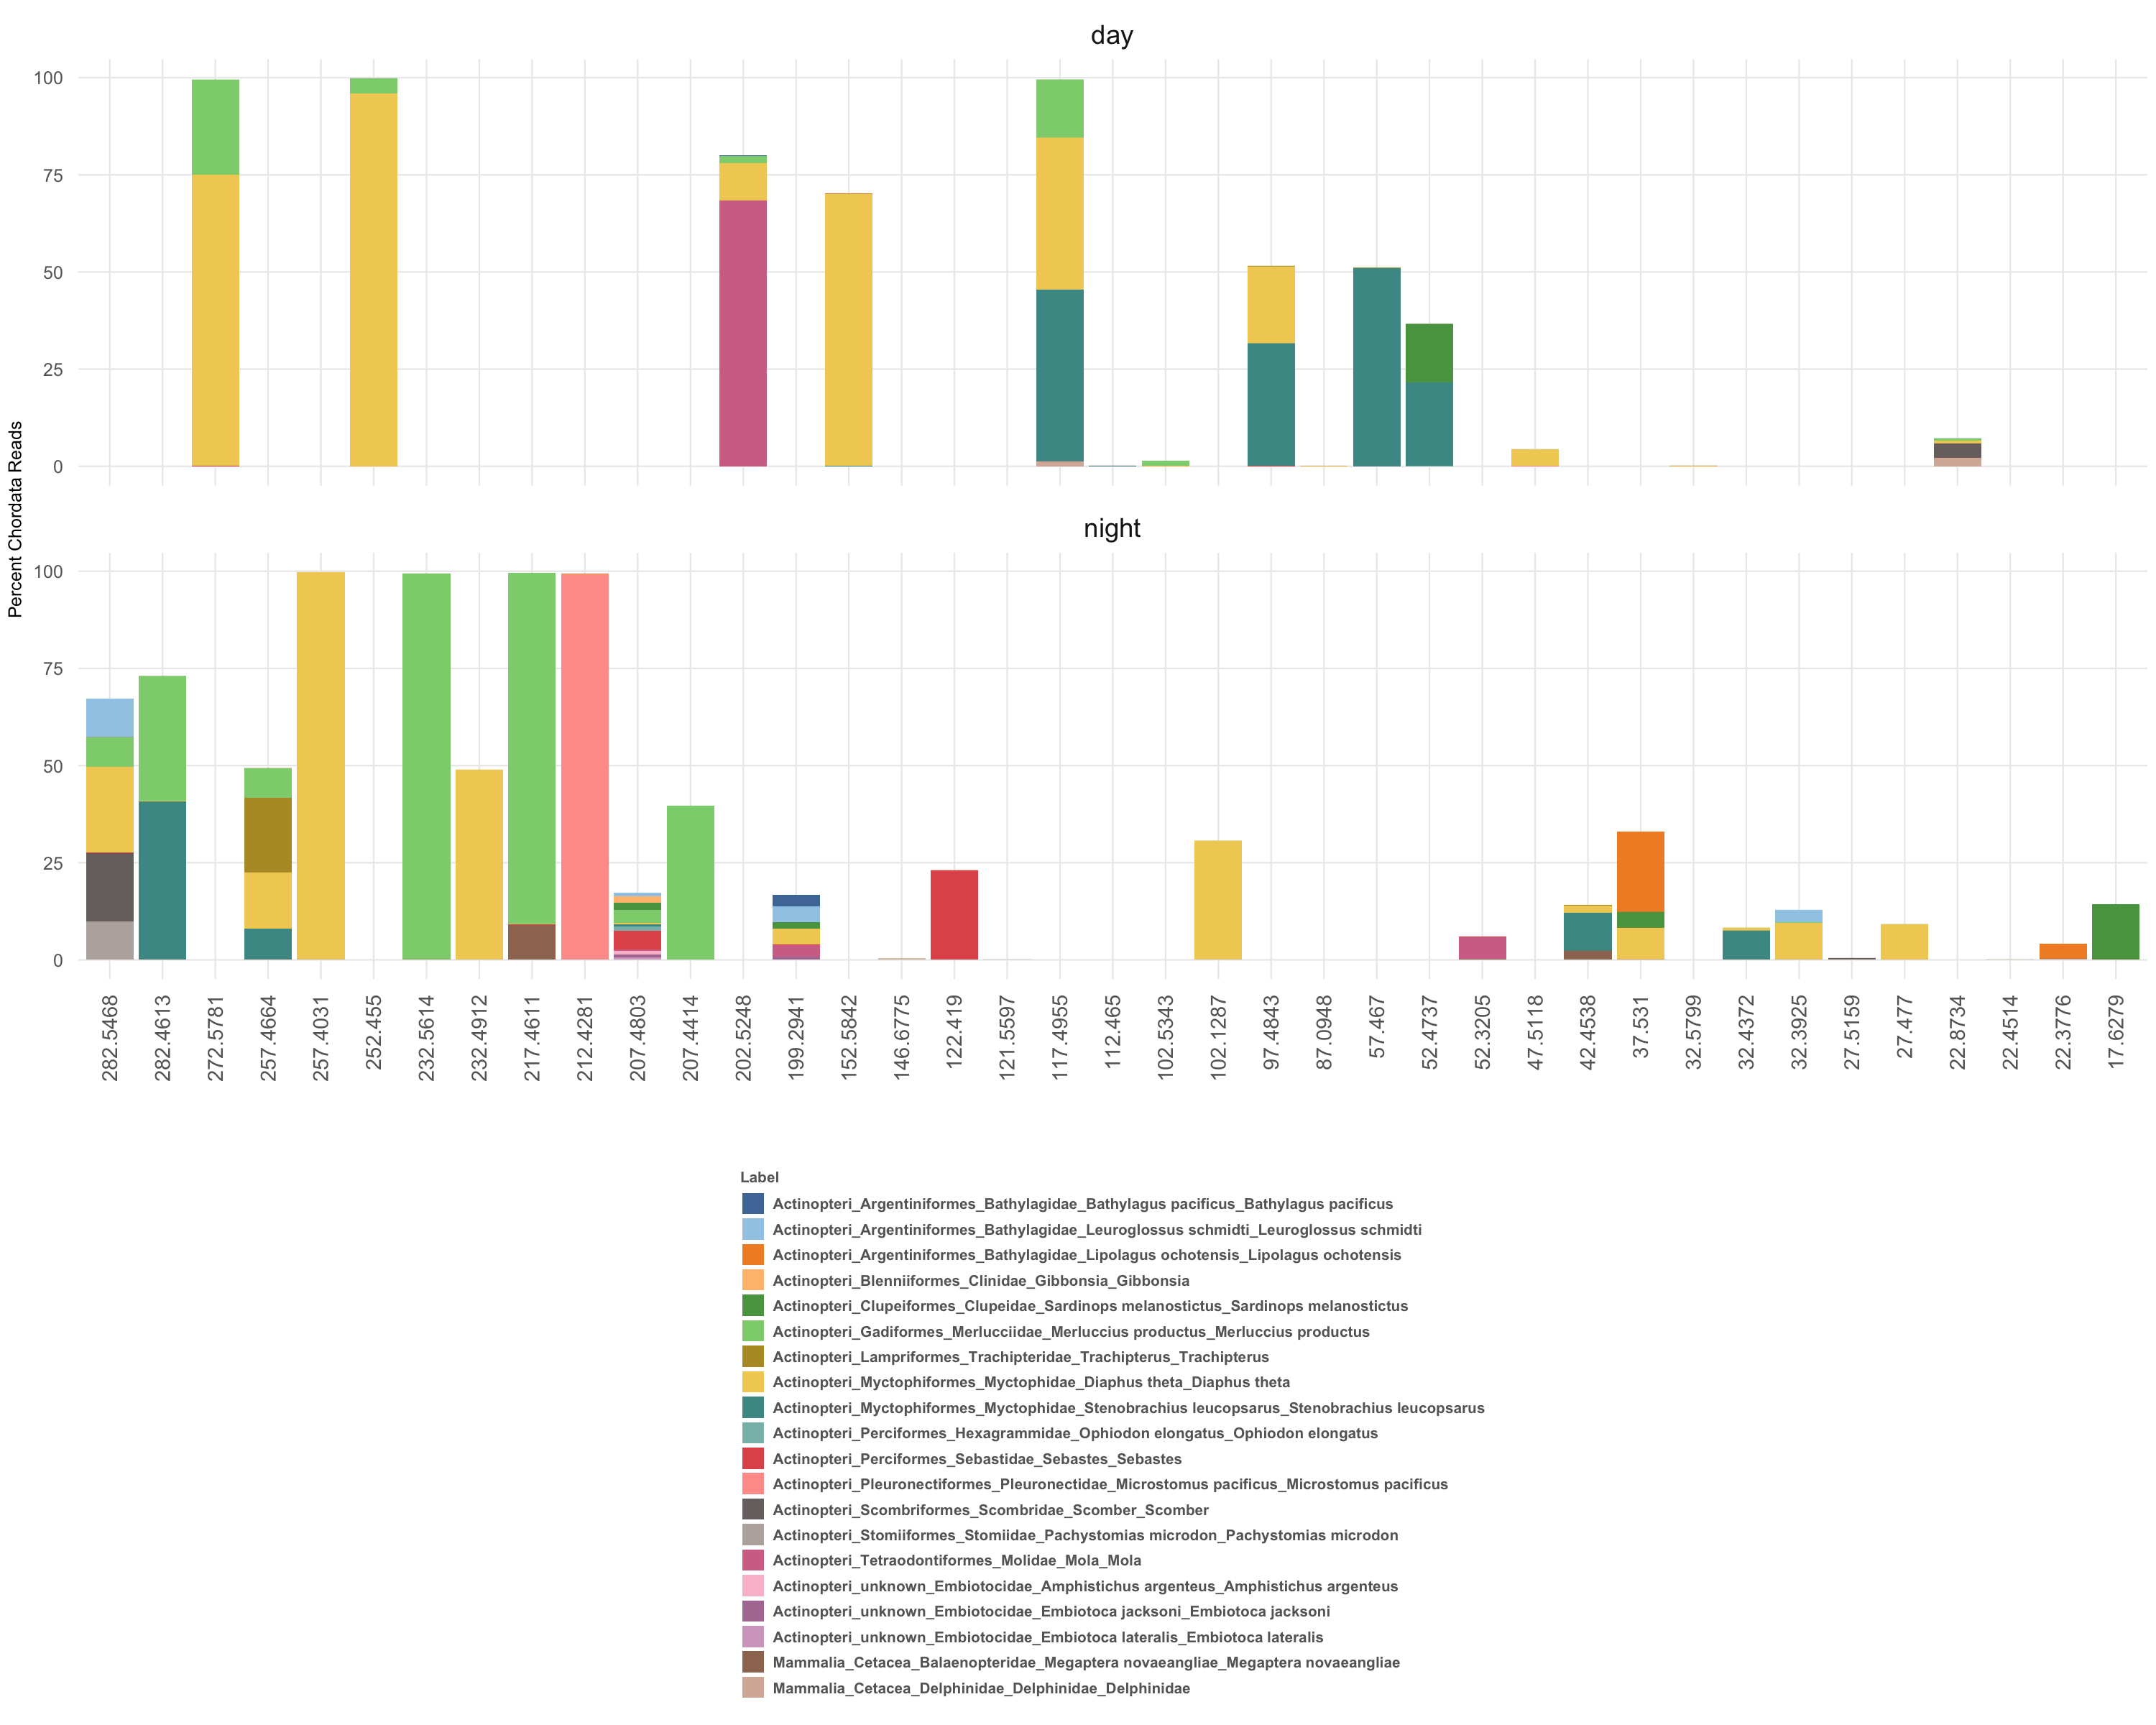 day
100
75
50
25
0
Percent Chordata Reads
night
100
75
50
25
0
282.5468
282.4613
272.5781
257.4664
257.4031
252.455
232.5614
232.4912
217.4611
212.4281
207.4803
207.4414
202.5248
199.2941
152.5842
146.6775
122.419
121.5597
117.4955
112.465
102.5343
102.1287
97.4843
87.0948
57.467
52.4737
52.3205
47.5118
42.4538
37.531
32.5799
32.4372
32.3925
27.5159
27.477
22.8734
22.4514
22.3776
17.6279
Label
Actinopteri_Argentiniformes_Bathylagidae_Bathylagus pacificus_Bathylagus pacificus
Actinopteri_Argentiniformes_Bathylagidae_Leuroglossus schmidti_Leuroglossus schmidti
Actinopteri_Argentiniformes_Bathylagidae_Lipolagus ochotensis_Lipolagus ochotensis
Actinopteri_Blenniiformes_Clinidae_Gibbonsia_Gibbonsia
Actinopteri_Clupeiformes_Clupeidae_Sardinops melanostictus_Sardinops melanostictus
Actinopteri_Gadiformes_Merlucciidae_Merluccius productus_Merluccius productus
Actinopteri_Lampriformes_Trachipteridae_Trachipterus_Trachipterus
Actinopteri_Myctophiformes_Myctophidae_Diaphus theta_Diaphus theta
Actinopteri_Myctophiformes_Myctophidae_Stenobrachius leucopsarus_Stenobrachius leucopsarus
Actinopteri_Perciformes_Hexagrammidae_Ophiodon elongatus_Ophiodon elongatus
Actinopteri_Perciformes_Sebastidae_Sebastes_Sebastes
Actinopteri_Pleuronectiformes_Pleuronectidae_Microstomus pacificus_Microstomus pacificus
Actinopteri_Scombriformes_Scombridae_Scomber_Scomber
Actinopteri_Stomiiformes_Stomiidae_Pachystomias microdon_Pachystomias microdon
Actinopteri_Tetraodontiformes_Molidae_Mola_Mola
Actinopteri_unknown_Embiotocidae_Amphistichus argenteus_Amphistichus argenteus
Actinopteri_unknown_Embiotocidae_Embiotoca jacksoni_Embiotoca jacksoni
Actinopteri_unknown_Embiotocidae_Embiotoca lateralis_Embiotoca lateralis
Mammalia_Cetacea_Balaenopteridae_Megaptera novaeangliae_Megaptera novaeangliae
Mammalia_Cetacea_Delphinidae_Delphinidae_Delphinidae